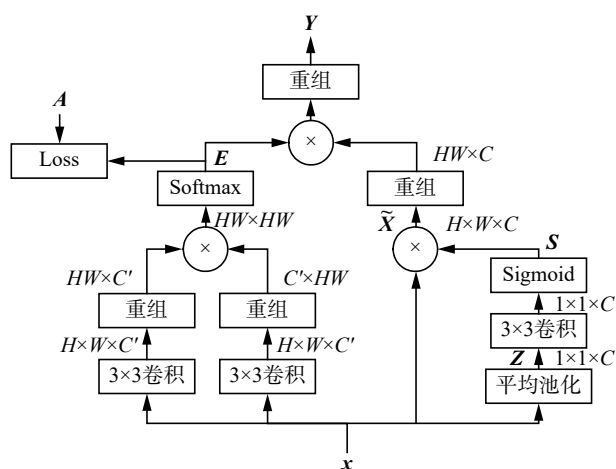 Y
重组
A
×
Loss
E
HW×C
Softmax
重组
HW×HW
X̃
H×W×C
S
×
×
HW×C′
C′×HW
Sigmoid
重组
重组
1×1×C
3×3卷积
H×W×C′
H×W×C′
Z
1×1×C
3×3卷积
3×3卷积
平均池化
x